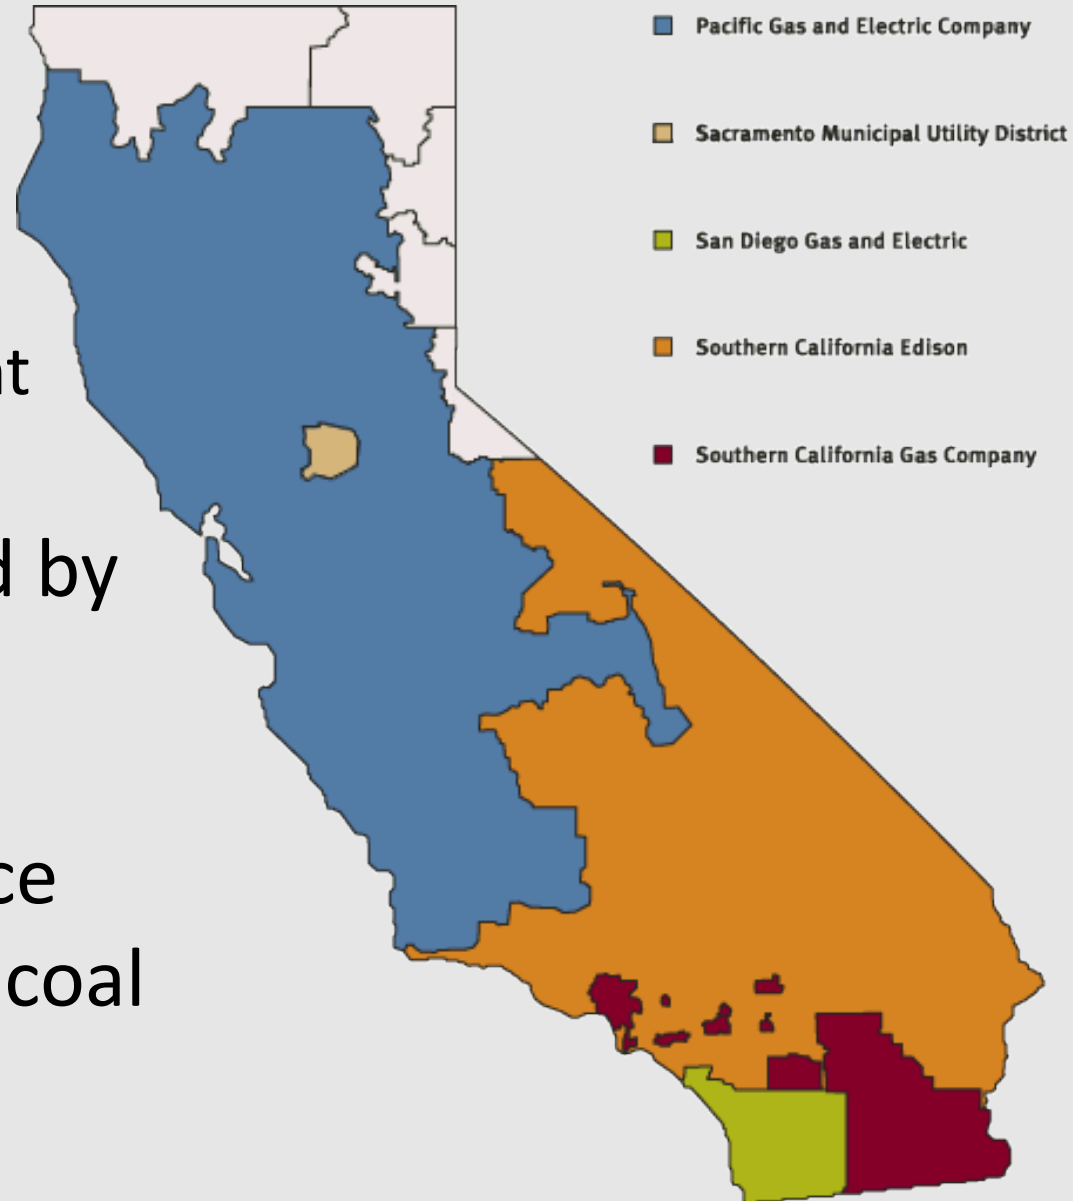 Pacific Gas and Electric Company
Sacramento Municipal Utility District
San Diego Gas and Electric
Southern California Edison
Southern California Gas Company
by
coal